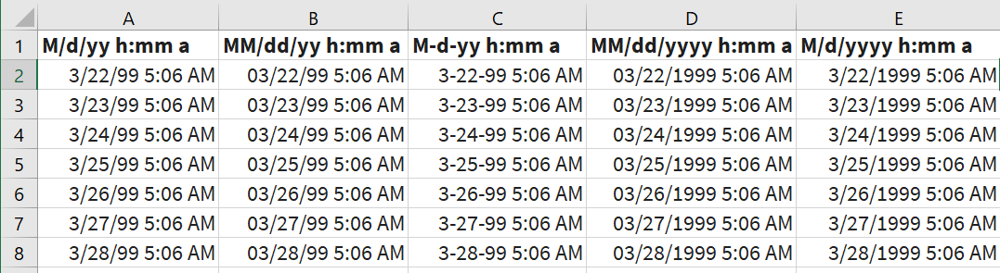 A B C D E
1 M/d/yy h:mm a MM/dd/yy h:mm a M-d-yy h:mm a MM/dd/yyyy h:mm a M/d/yyyy h:mm a
2 3/22/99 5:06 AM 03/22/99 5:06 AM 3-22-99 5:06 AM 03/22/1999 5:06 AM 3/22/1999 5:06 AM
3 3/23/99 5:06 AM 03/23/99 5:06 AM 3-23-99 5:06 AM 03/23/1999 5:06 AM 3/23/1999 5:06 AM
4 3/24/99 5:06 AM 03/24/99 5:06 AM 3-24-99 5:06 AM 03/24/1999 5:06 AM 3/24/1999 5:06 AM
5 3/25/99 5:06 AM 03/25/99 5:06 AM 3-25-99 5:06 AM 03/25/1999 5:06 AM 3/25/1999 5:06 AM
6 3/26/99 5:06 AM 03/26/99 5:06 AM 3-26-99 5:06 AM 03/26/1999 5:06 AM 3/26/1999 5:06 AM
7 3/27/99 5:06 AM 03/27/99 5:06 AM 3-27-99 5:06 AM 03/27/1999 5:06 AM 3/27/1999 5:06 AM
8 3/28/99 5:06 AM 03/28/99 5:06 AM 3-28-99 5:06 AM 03/28/1999 5:06 AM 3/28/1999 5:06 AM